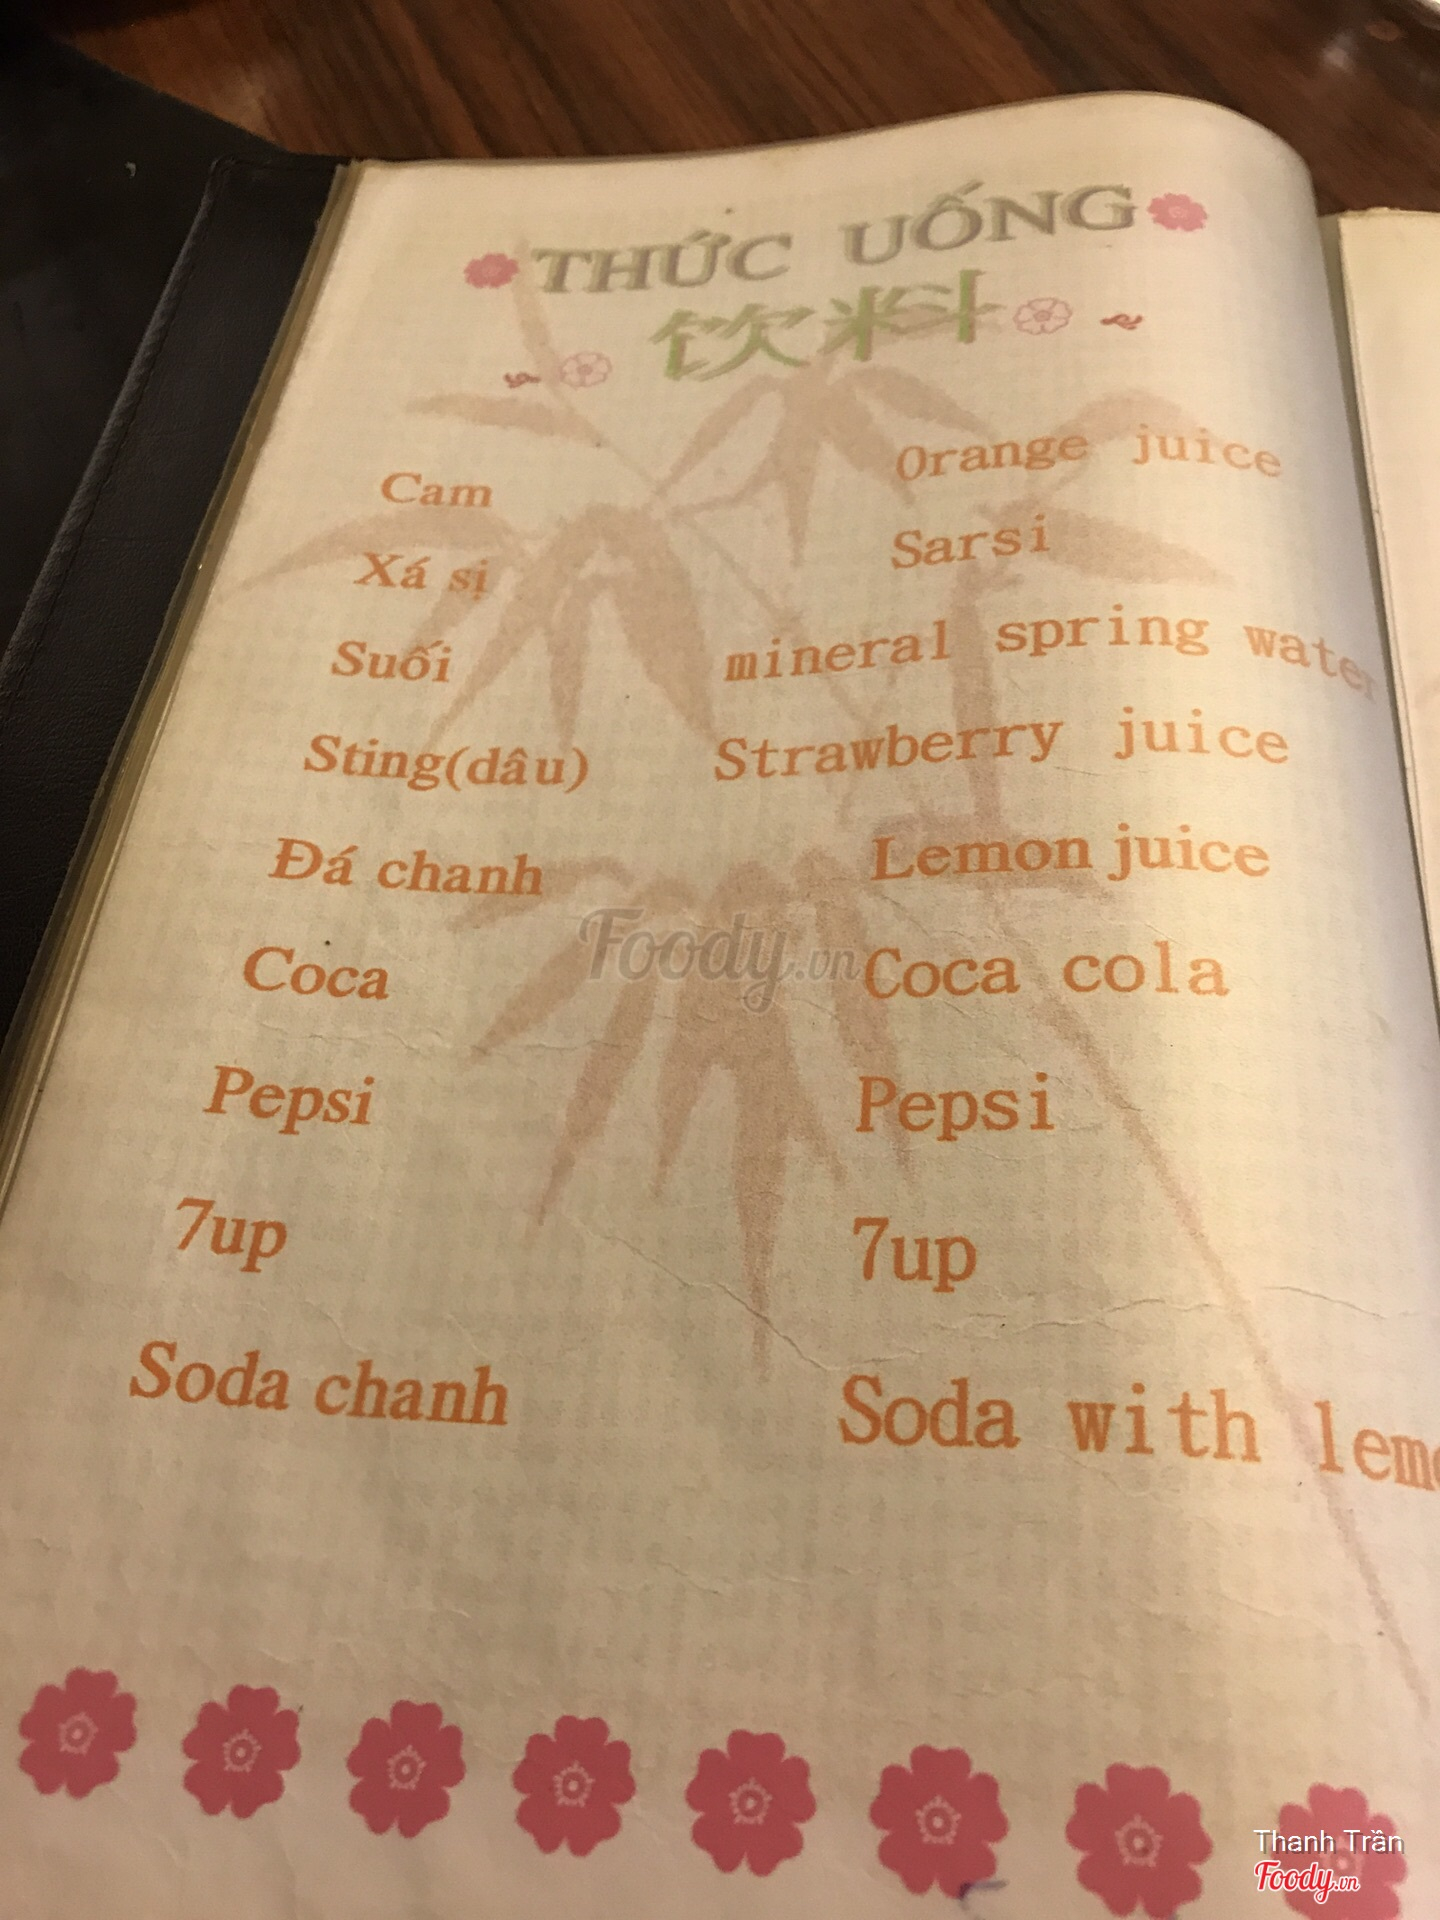 THỨC UỐNG
饮料
Cam Orange juice
Xá sị Sarsi
Suối mineral spring water
Sting(dâu) Strawberry juice
Đá chanh Lemon juice
Coca Coca cola
Pepsi Pepsi
7up 7up
Soda chanh Soda with
Foody.vn
Thanh Trần
Foody.vn